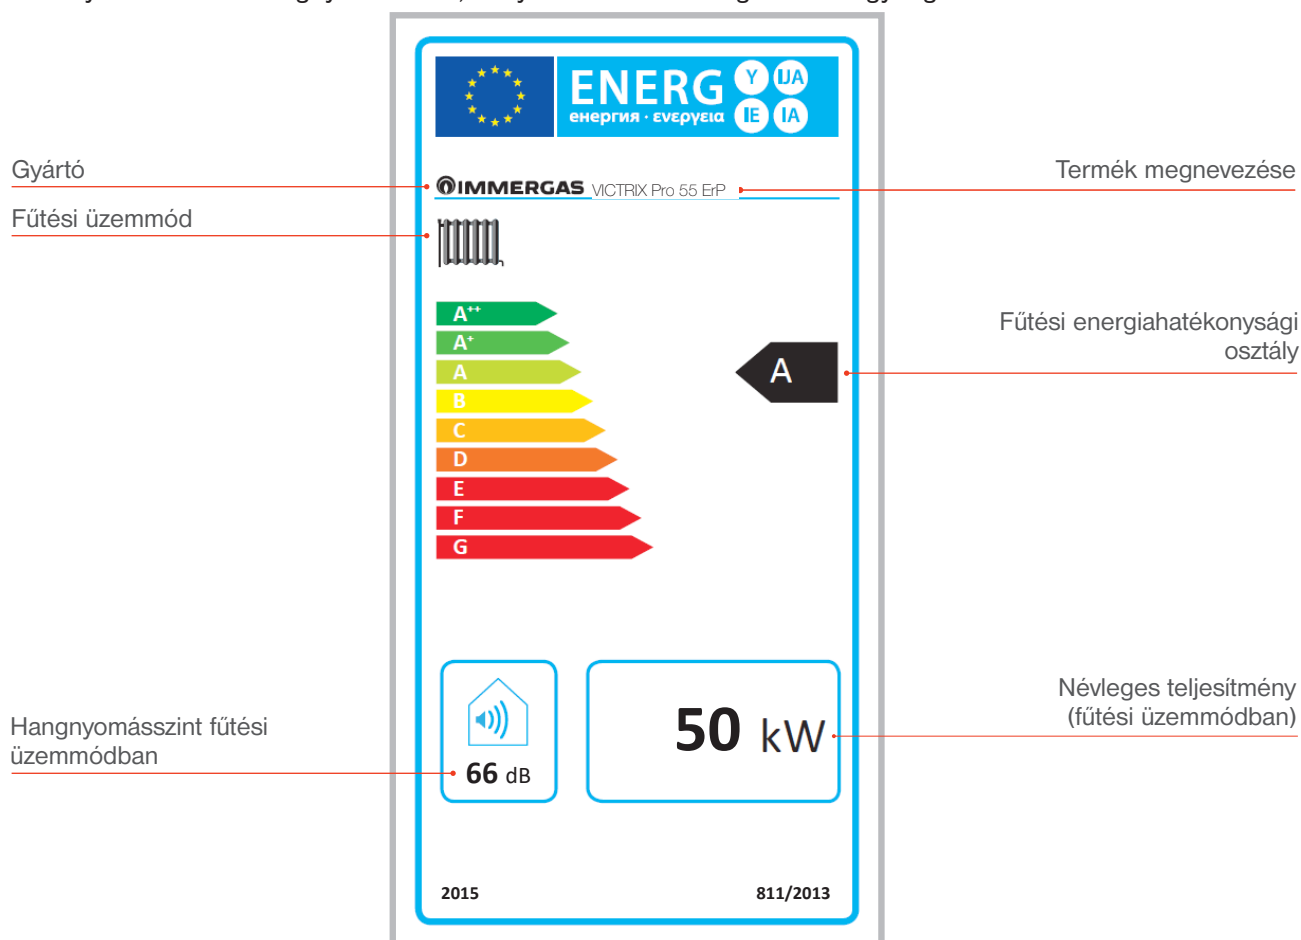 ENERG
Y
IJA
енергия · ενεργεια
IE
IA
Gyártó
Termék megnevezése
IMMERGAS VICTRIX Pro 55 ErP
Fűtési üzemmód
A++
A+
A
B
C
D
E
F
G
A
Fűtési energiahatékonysági
osztály
Hangnyomásszint fűtési
üzemmódban
66 dB
50 kW
Névleges teljesítmény
(fűtési üzemmódban)
2015
811/2013